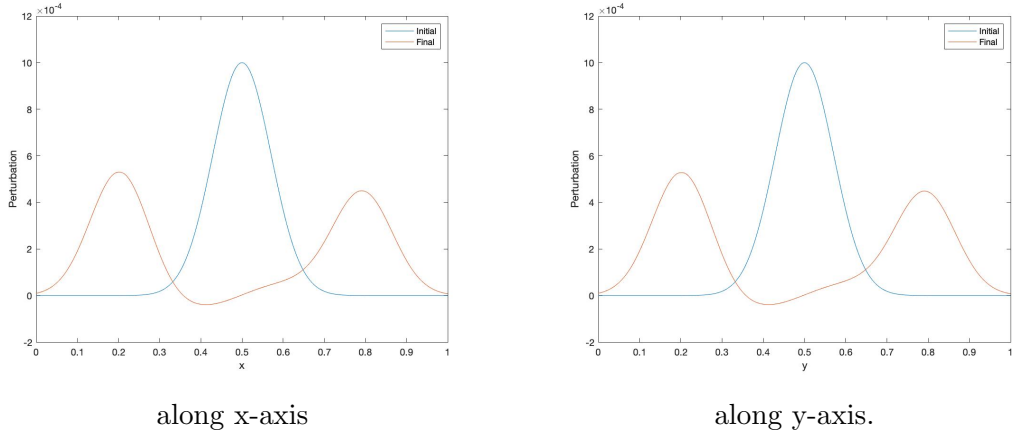 ×10⁻⁴
12
10
8
6
4
2
0
-2
Perturbation
0 0.1 0.2 0.3 0.4 0.5 0.6 0.7 0.8 0.9 1
x
Initial
Final
along x-axis
×10⁻⁴
12
10
8
6
4
2
0
-2
Perturbation
0 0.1 0.2 0.3 0.4 0.5 0.6 0.7 0.8 0.9 1
y
Initial
Final
along y-axis.